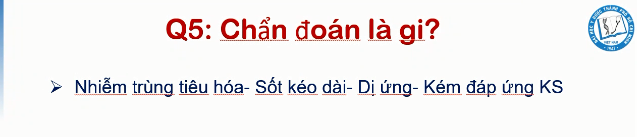 Q5: Chẩn đoán là gì?
➢ Nhiễm trùng tiêu hóa- Sốt kéo dài- Dị ứng- Kém đáp ứng KS